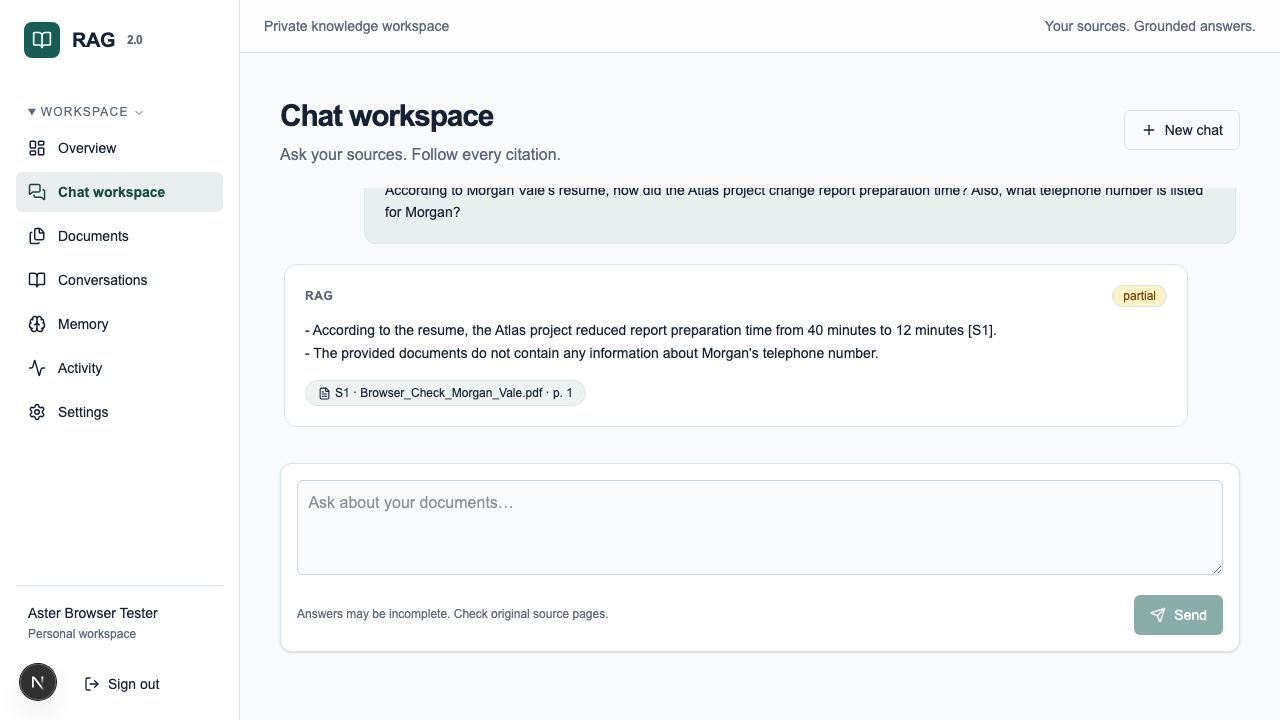 RAG 2.0
WORKSPACE
Overview
Chat workspace
Documents
Conversations
Memory
Activity
Settings
Aster Browser Tester
Personal workspace
N
Sign out
Private knowledge workspace
Your sources. Grounded answers.
Chat workspace
Ask your sources. Follow every citation.
New chat
According to Morgan Vale's resume, how did the Atlas project change report preparation time? Also, what telephone number is listed
for Morgan?
RAG
partial
- According to the resume, the Atlas project reduced report preparation time from 40 minutes to 12 minutes [S1].
- The provided documents do not contain any information about Morgan's telephone number.
S1 · Browser_Check_Morgan_Vale.pdf · p. 1
Ask about your documents…
Answers may be incomplete. Check original source pages.
Send